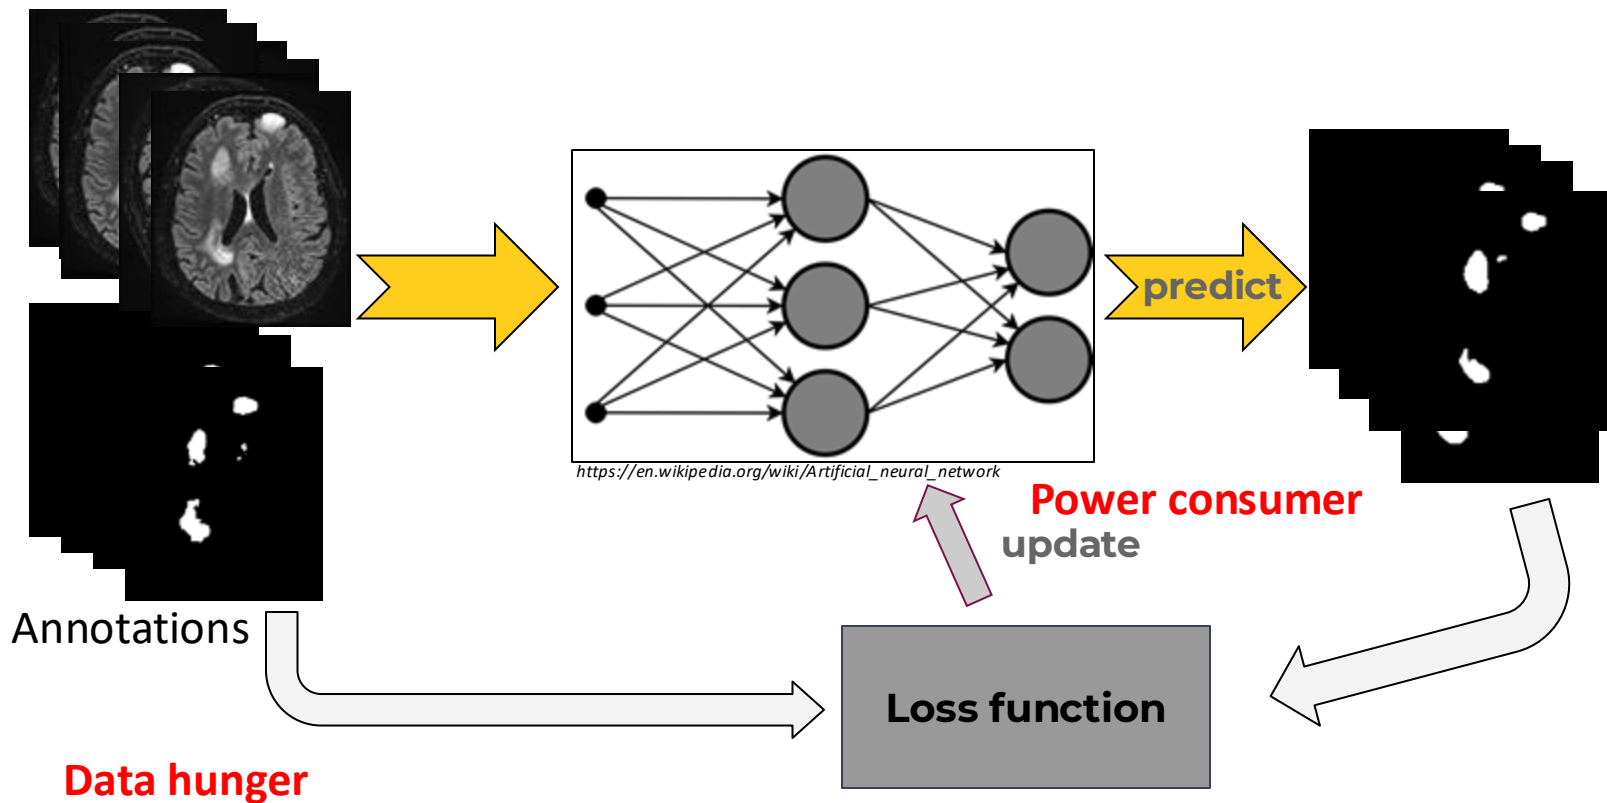 predict
https://en.wikipedia.org/wiki/Artificial_neural_network
Power consumer
update
Annotations
Loss function
Data hunger